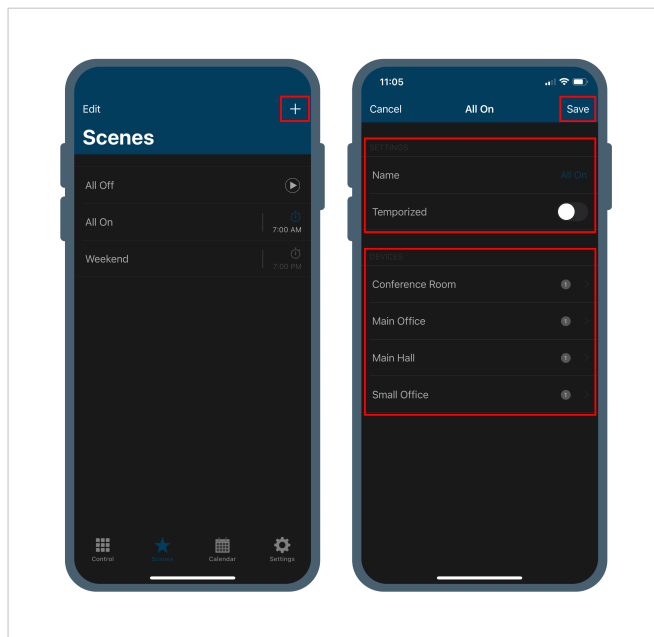 Edit
+
Scenes
All Off
All On
7:00 AM
Weekend
7:00 PM
Control
Scenes
Calendar
Settings
11:05
Cancel All On Save
SETTINGS
Name All On
Temporized
DEVICES
Conference Room 1
Main Office 1
Main Hall 1
Small Office 1